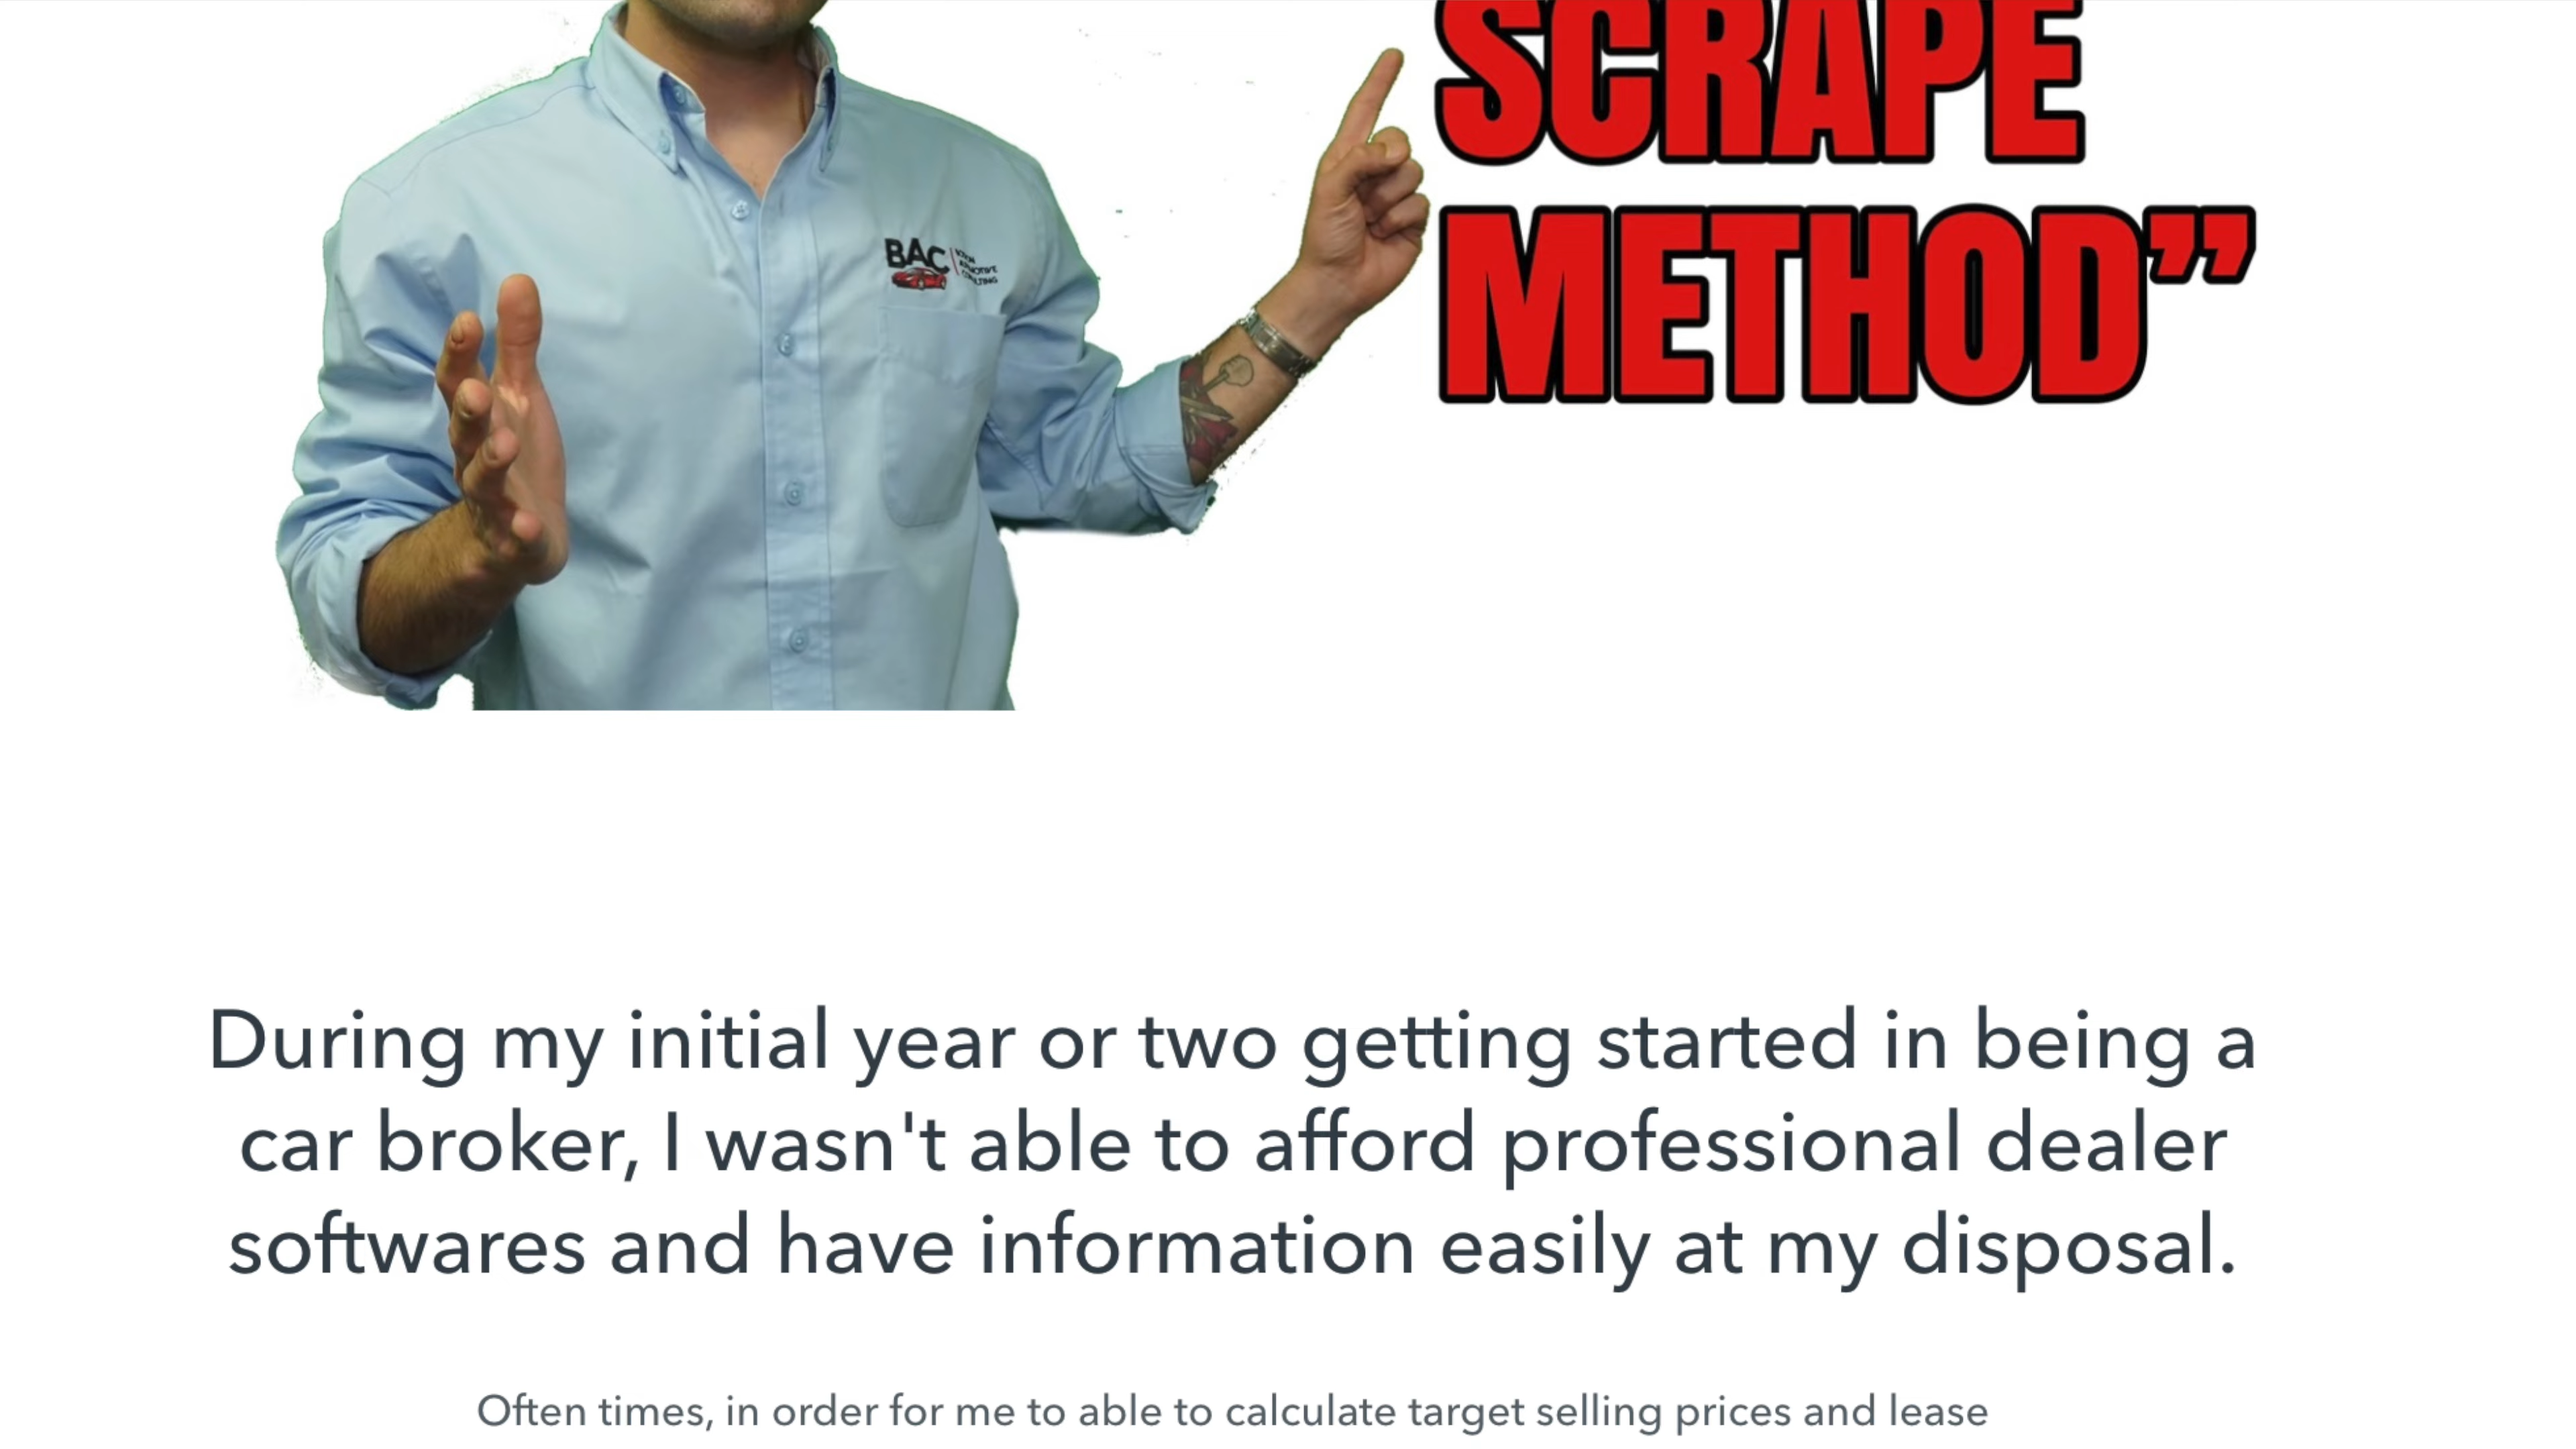 SCRAPE
METHOD”
BAC
During my initial year or two getting started in being a
car broker, I wasn't able to afford professional dealer
softwares and have information easily at my disposal.
Often times, in order for me to able to calculate target selling prices and lease